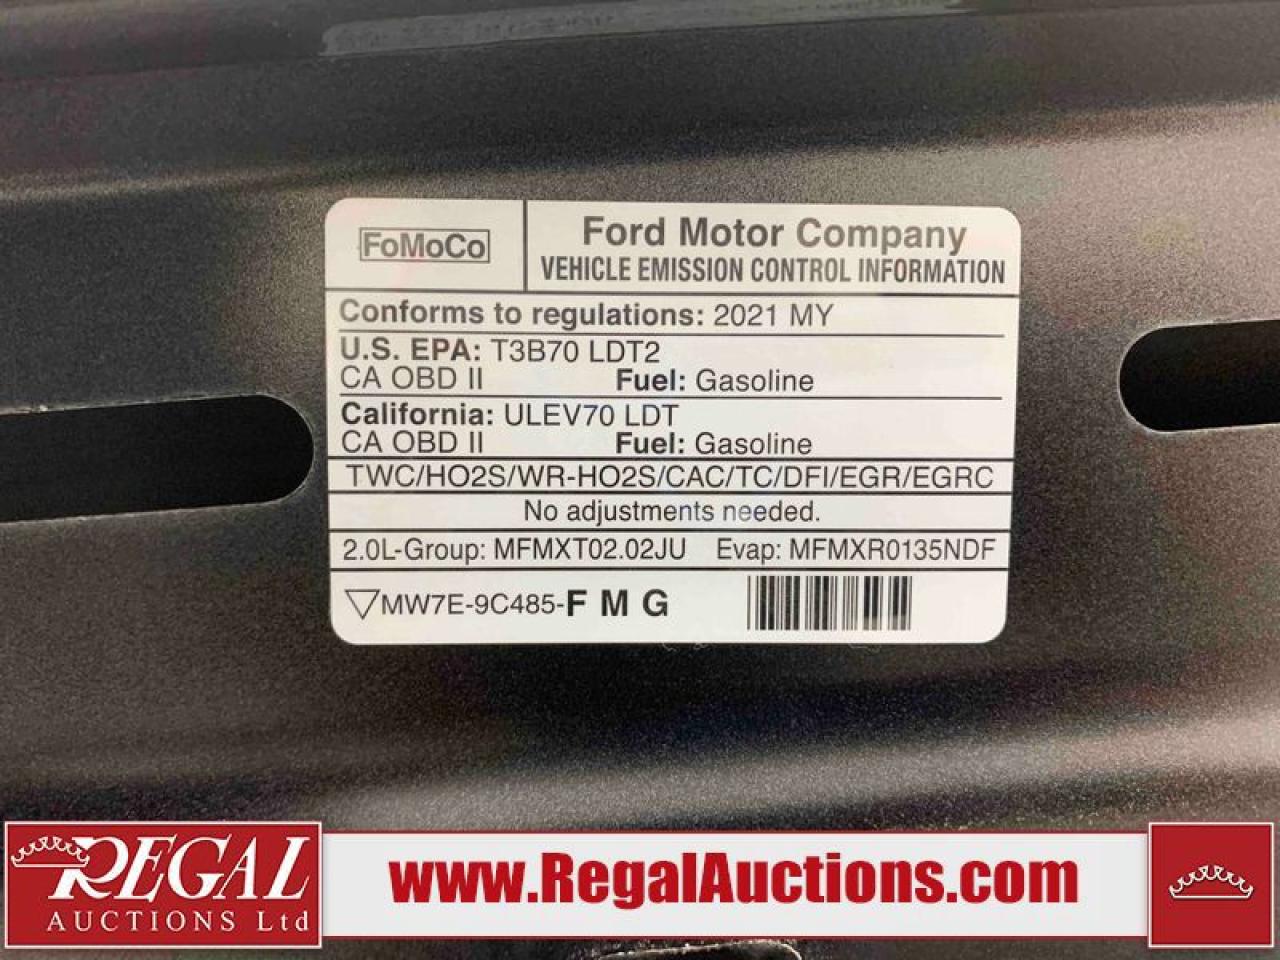 FoMoCo
Ford Motor Company
VEHICLE EMISSION CONTROL INFORMATION
Conforms to regulations: 2021 MY
U.S. EPA: T3B70 LDT2
CA OBD II Fuel: Gasoline
California: ULEV70 LDT
CA OBD II Fuel: Gasoline
TWC/HO2S/WR-HO2S/CAC/TC/DFI/EGR/EGRC
No adjustments needed.
2.0L-Group: MFMXT02.02JU Evap: MFMXR0135NDF
MW7E-9C485-F M G
REGAL
AUCTIONS Ltd
www.RegalAuctions.com